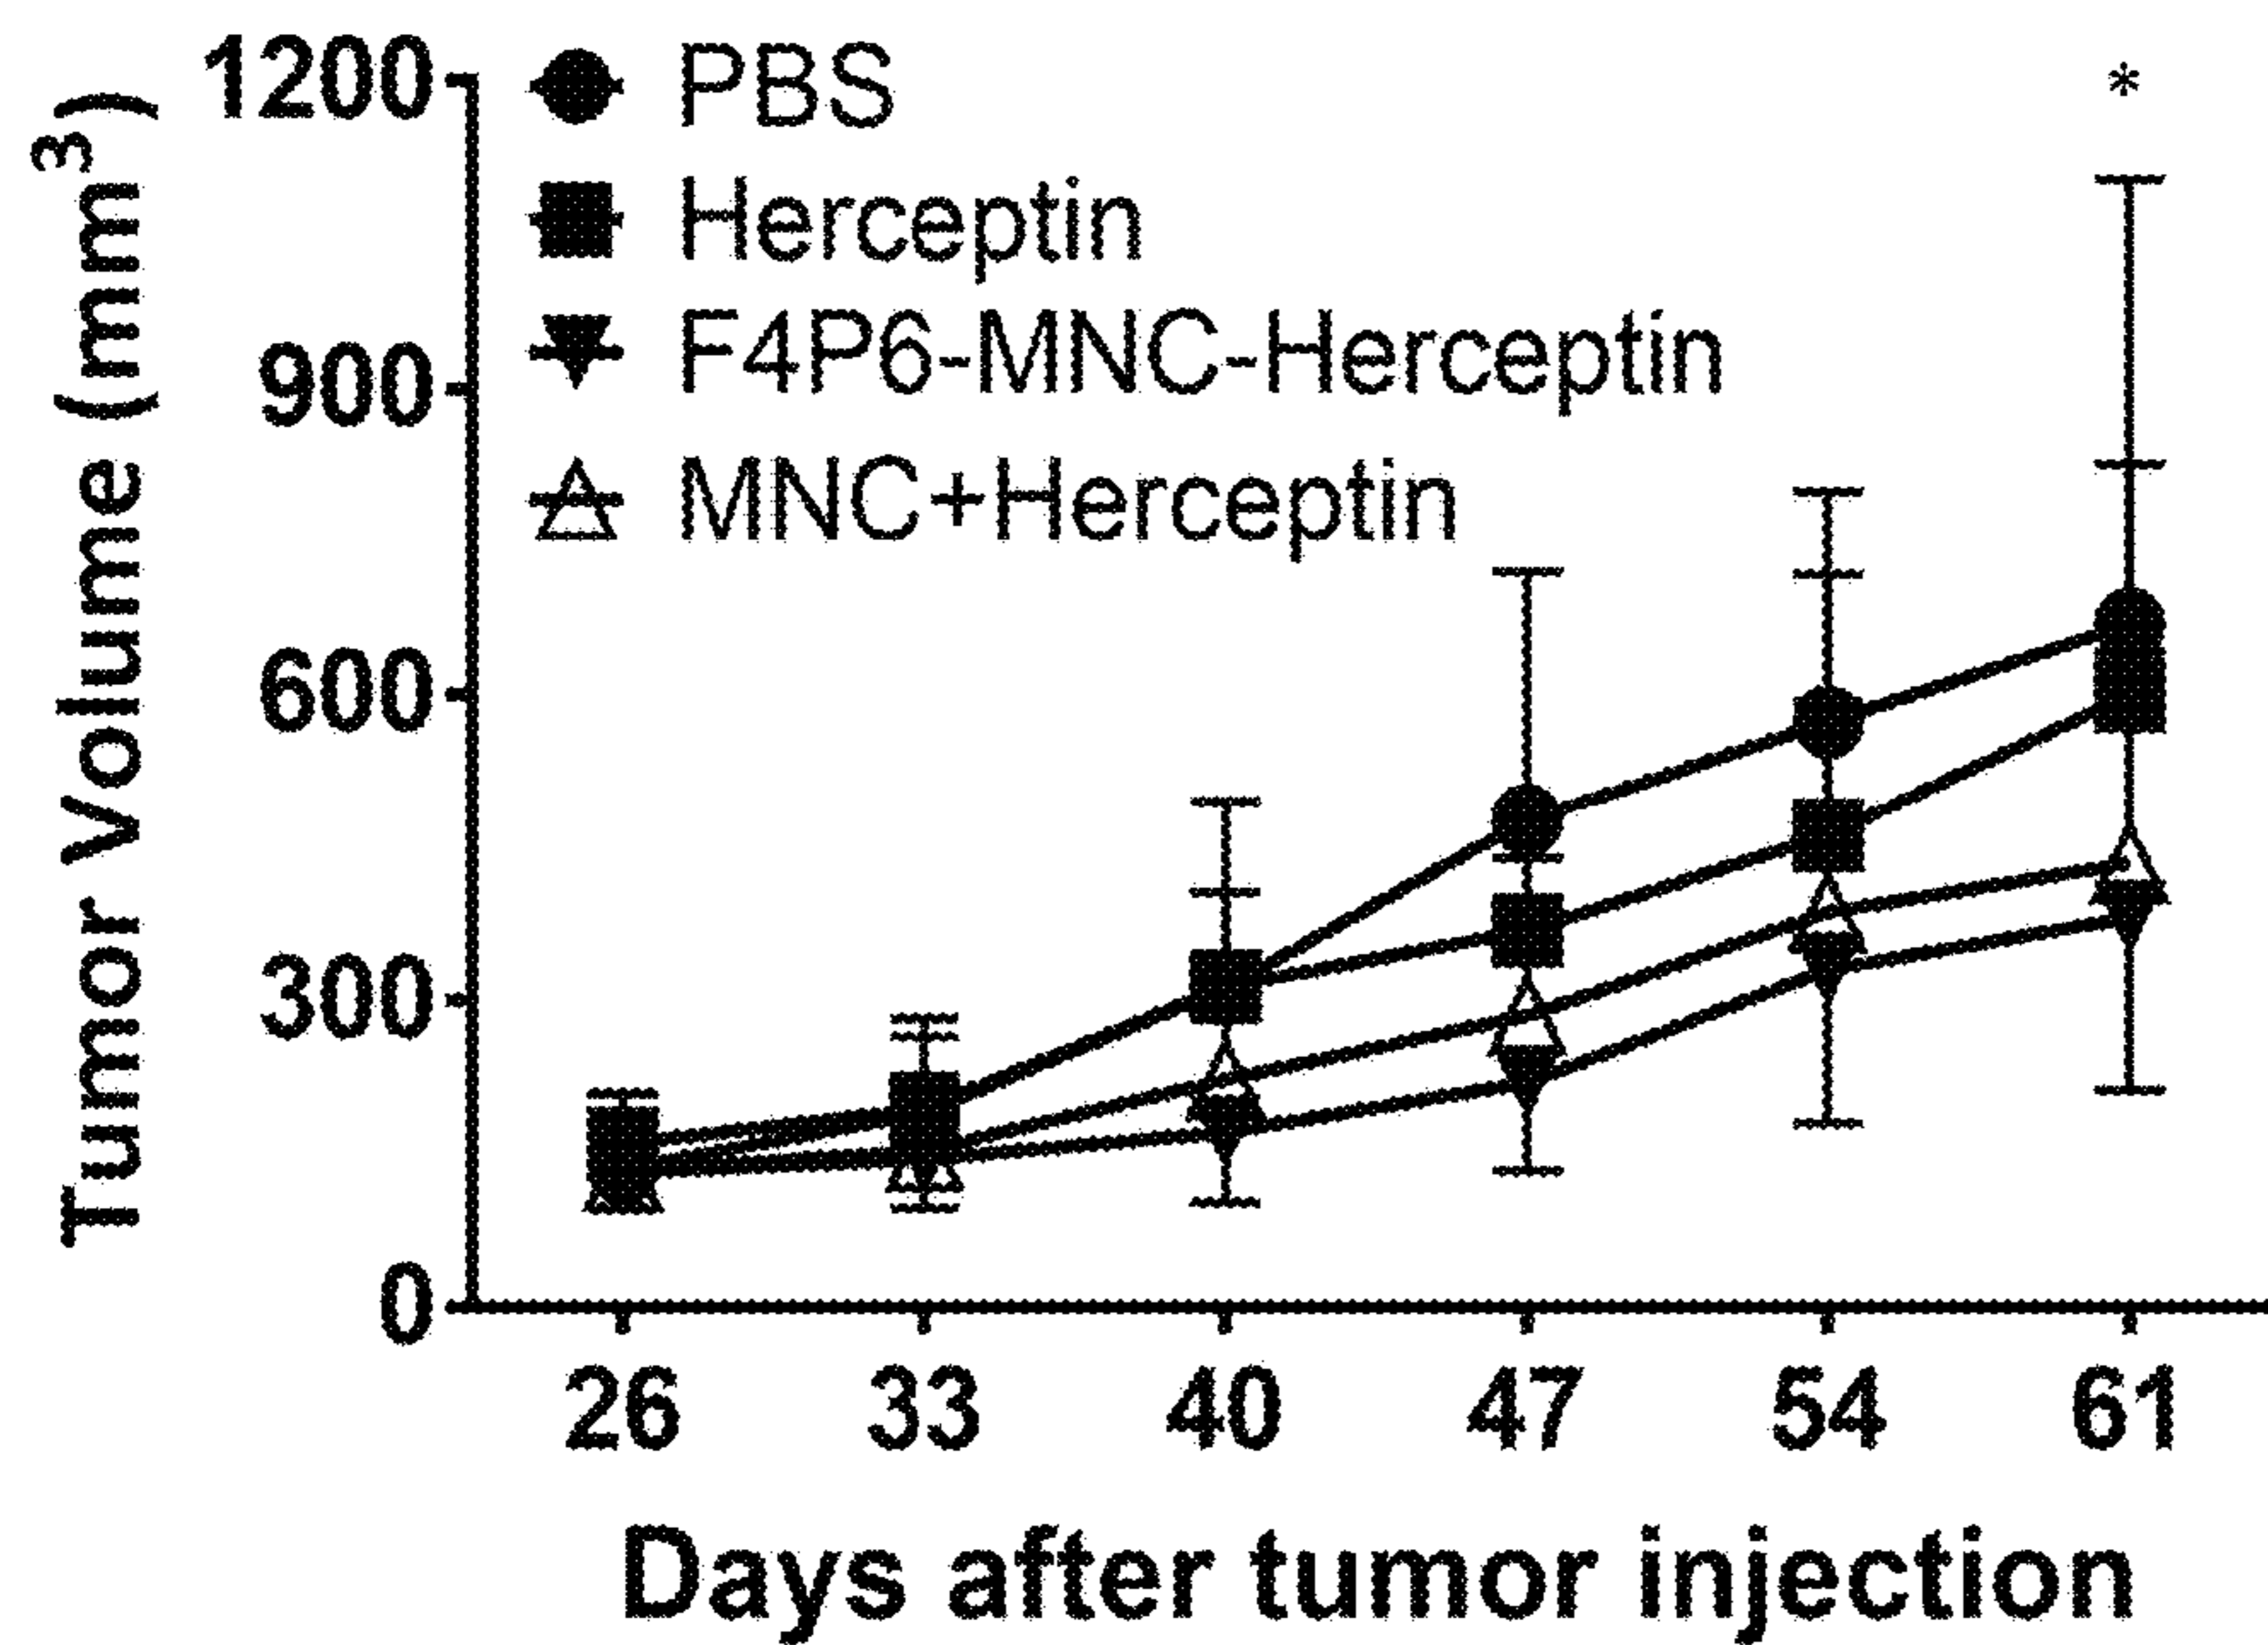 Tumor Volume (mm³)
1200
900
600
300
0
PBS
Herceptin
F4P6-MNC-Herceptin
MNC+Herceptin
*
26 33 40 47 54 61
Days after tumor injection